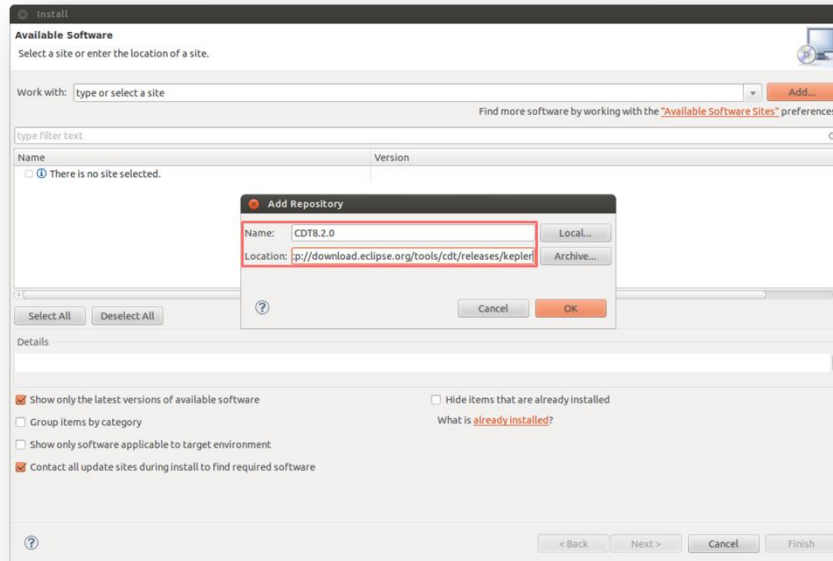 Install
Available Software
Select a site or enter the location of a site.
Work with: type or select a site Add...
Find more software by working with the "Available Software Sites" preferences
type filter text
Name Version
There is no site selected.
Add Repository
Name: CDT8.2.0 Local...
Location: :p://download.eclipse.org/tools/cdt/releases/kepler Archive...
Cancel OK
Select All Deselect All
Details
Show only the latest versions of available software Hide items that are already installed
Group items by category What is already installed?
Show only software applicable to target environment
Contact all update sites during install to find required software
< Back Next > Cancel Finish